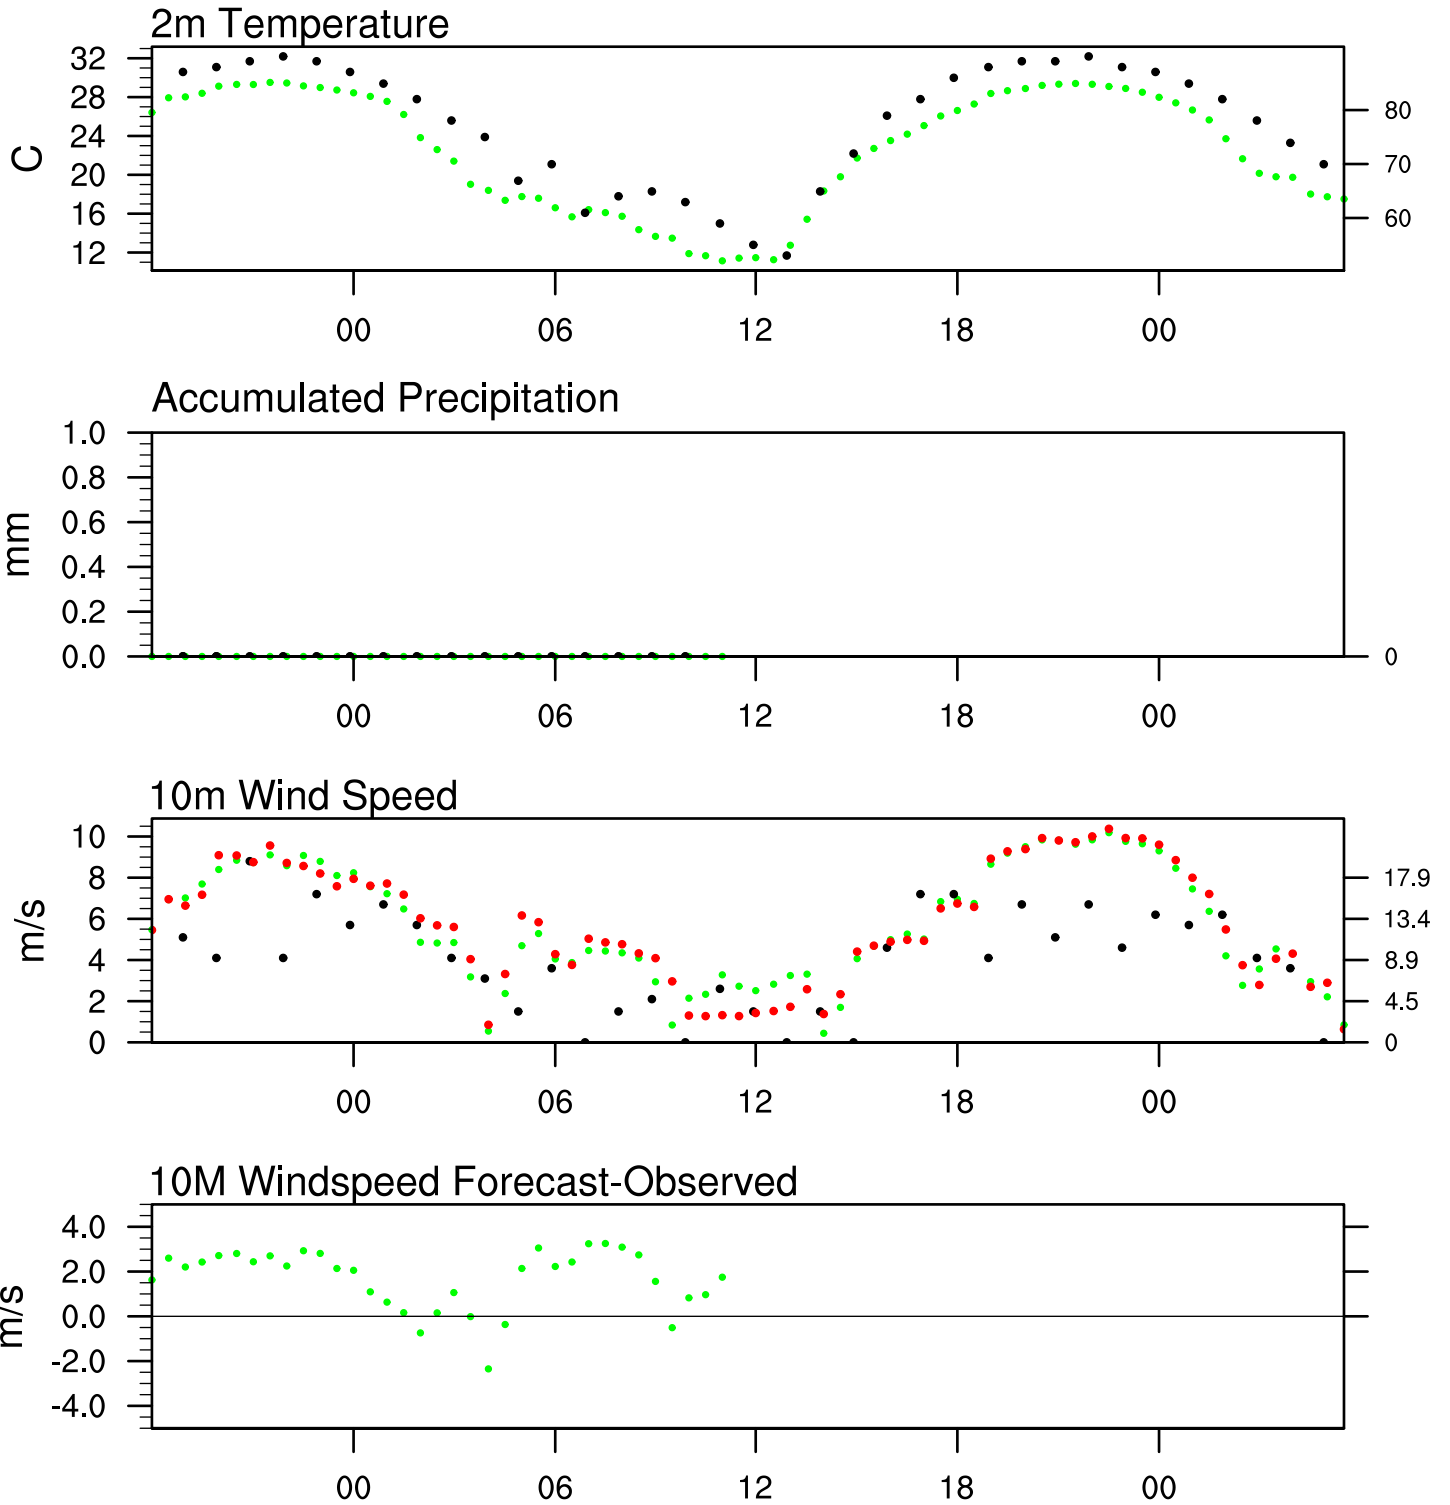 2m Temperature
32
28
24
20
16
12
C
80
70
60
00 06 12 18 00
Accumulated Precipitation
1.0
0.8
0.6
0.4
0.2
0.0
mm
0
00 06 12 18 00
10m Wind Speed
10
8
6
4
2
0
m/s
17.9
13.4
8.9
4.5
0
00 06 12 18 00
10M Windspeed Forecast-Observed
4.0
2.0
0.0
-2.0
-4.0
m/s
00 06 12 18 00